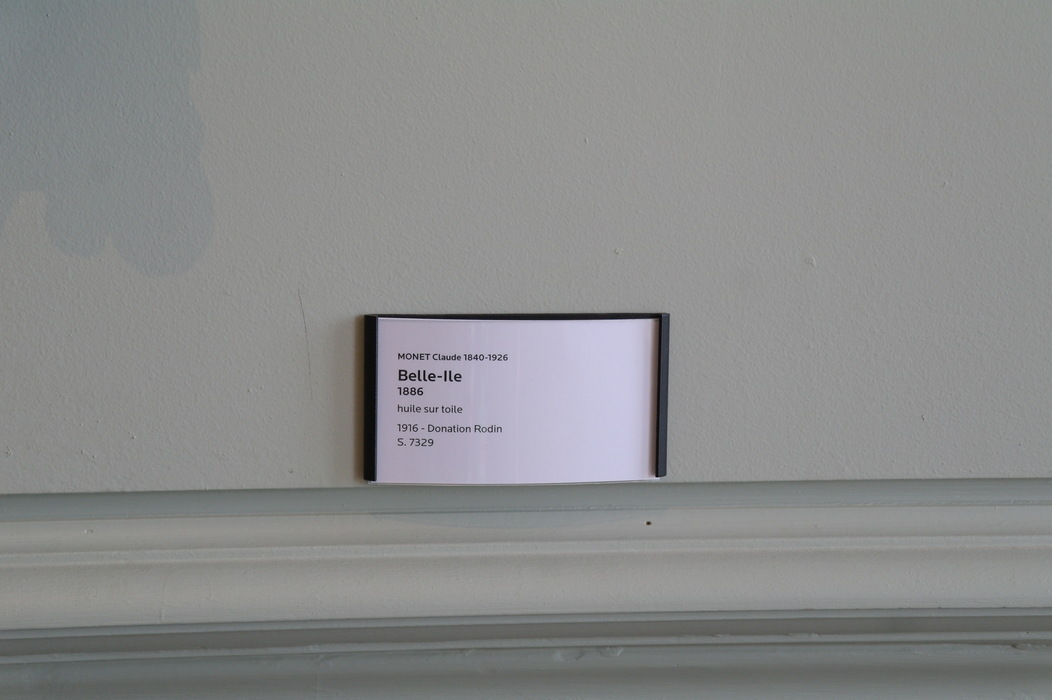 MONET Claude 1840-1926
Belle-Ile
1886
huile sur toile
1916 - Donation Rodin
S. 7329